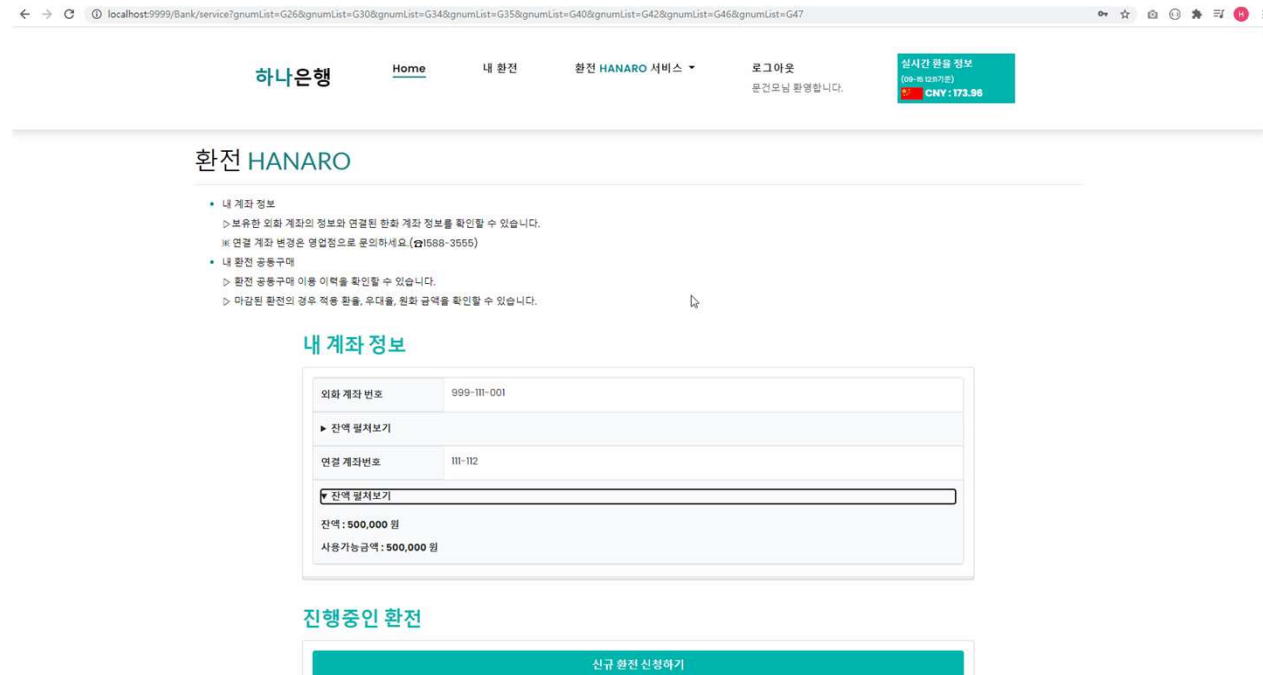 localhost:9999/Bank/service?gnumList=G26&gnumList=G30&gnumList=G34&gnumList=G35&gnumList=G40&gnumList=G42&gnumList=G46&gnumList=G47
하나은행
Home
내 환전
환전 HANARO 서비스
로그아웃
문건모님 환영합니다.
실시간 환율 정보
(09-15 12:11기준)
CNY : 173.96
환전 HANARO
• 내 계좌 정보
▷보유한 외화 계좌의 정보와 연결된 한화 계좌 정보를 확인할 수 있습니다.
※ 연결 계좌 변경은 영업점으로 문의하세요.(☎1588-3555)
• 내 환전 공동구매
▷ 환전 공동구매 이용 이력을 확인할 수 있습니다.
▷ 마감된 환전의 경우 적용 환율, 우대율, 원화 금액을 확인할 수 있습니다.
내 계좌 정보
외화 계좌 번호 999-111-001
▶ 잔액 펼쳐보기
연결 계좌번호 111-112
▼ 잔액 펼쳐보기
잔액 : 500,000 원
사용가능금액 : 500,000 원
진행중인 환전
신규 환전 신청하기